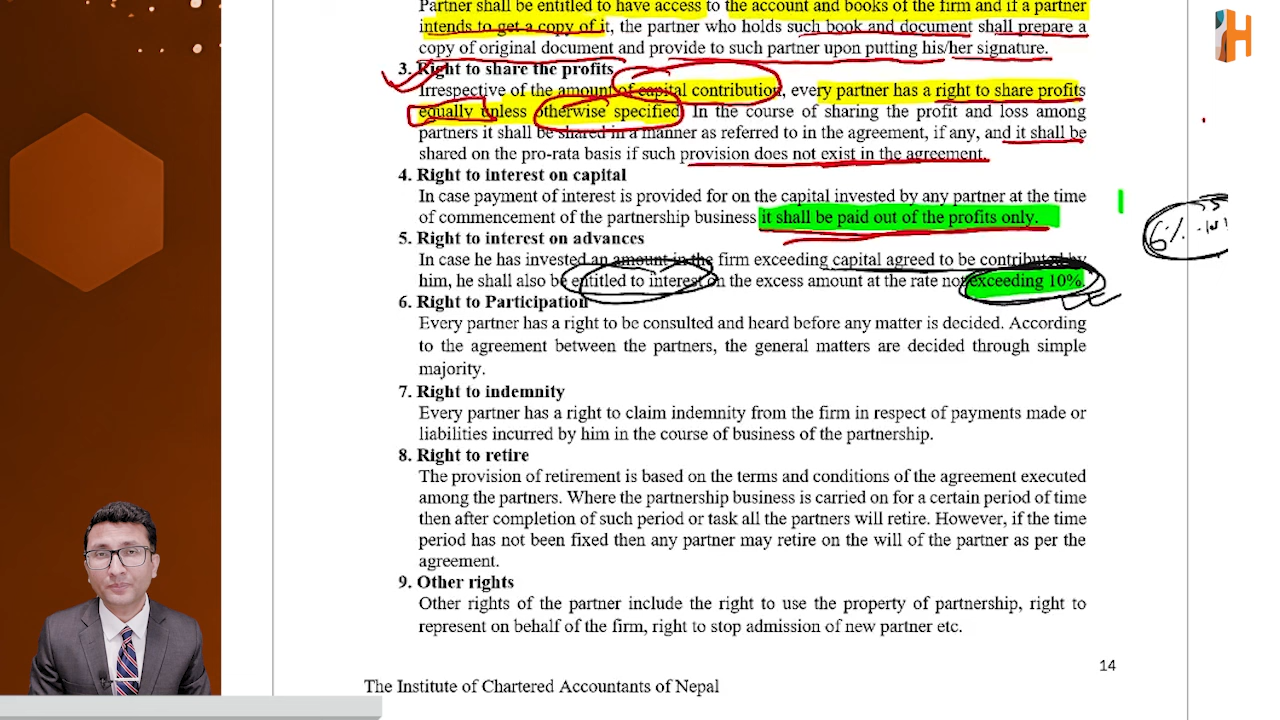 Partner shall be entitled to have access to the account and books of the firm and if a partner
intends to get a copy of it, the partner who holds such book and document shall prepare a
copy of original document and provide to such partner upon putting his/her signature.
3. Right to share the profits
Irrespective of the amount of capital contribution, every partner has a right to share profits
equally unless otherwise specified. In the course of sharing the profit and loss among
partners it shall be shared in a manner as referred to in the agreement, if any, and it shall be
shared on the pro-rata basis if such provision does not exist in the agreement.
4. Right to interest on capital
In case payment of interest is provided for on the capital invested by any partner at the time
of commencement of the partnership business it shall be paid out of the profits only.
5. Right to interest on advances
In case he has invested an amount in the firm exceeding capital agreed to be contributed by
him, he shall also be entitled to interest on the excess amount at the rate not exceeding 10%.
6%
6. Right to Participation
Every partner has a right to be consulted and heard before any matter is decided. According
to the agreement between the partners, the general matters are decided through simple
majority.
7. Right to indemnity
Every partner has a right to claim indemnity from the firm in respect of payments made or
liabilities incurred by him in the course of business of the partnership.
8. Right to retire
The provision of retirement is based on the terms and conditions of the agreement executed
among the partners. Where the partnership business is carried on for a certain period of time
then after completion of such period or task all the partners will retire. However, if the time
period has not been fixed then any partner may retire on the will of the partner as per the
agreement.
9. Other rights
Other rights of the partner include the right to use the property of partnership, right to
represent on behalf of the firm, right to stop admission of new partner etc.
14
The Institute of Chartered Accountants of Nepal